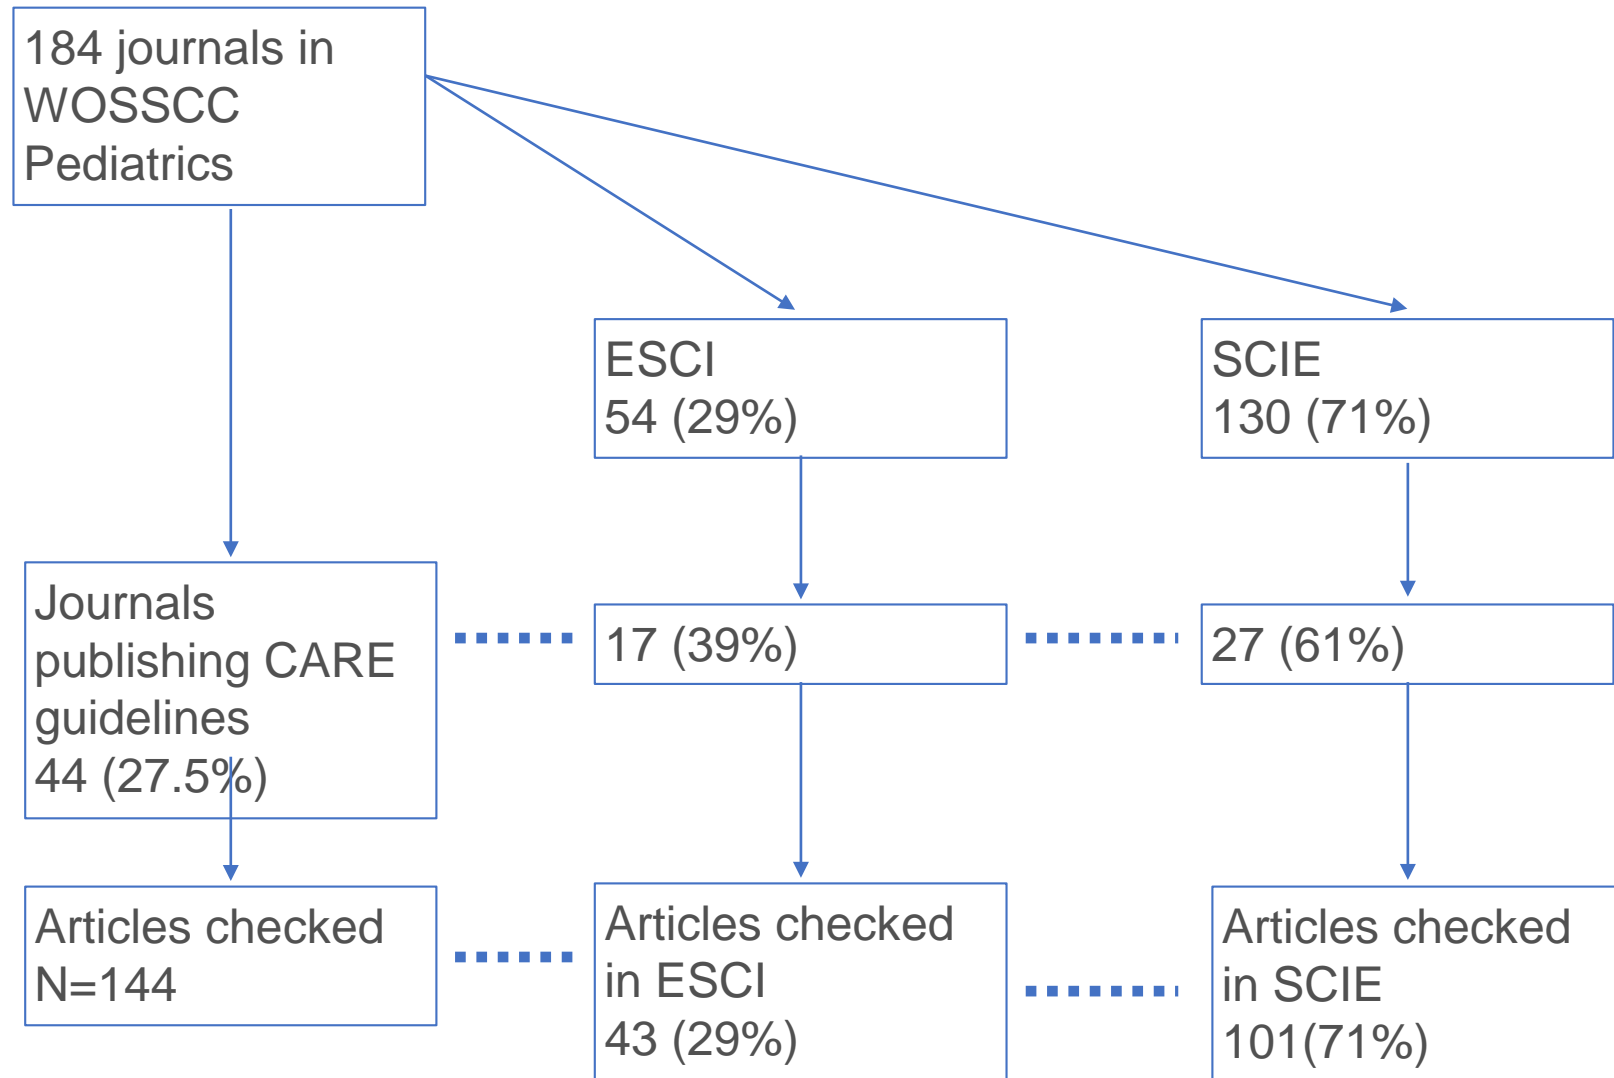 184 journals in
WOSSCC
Pediatrics
ESCI
54 (29%)
SCIE
130 (71%)
Journals
publishing CARE
guidelines
44 (27.5%)
17 (39%)
27 (61%)
Articles checked
N=144
Articles checked
in ESCI
43 (29%)
Articles checked
in SCIE
101(71%)